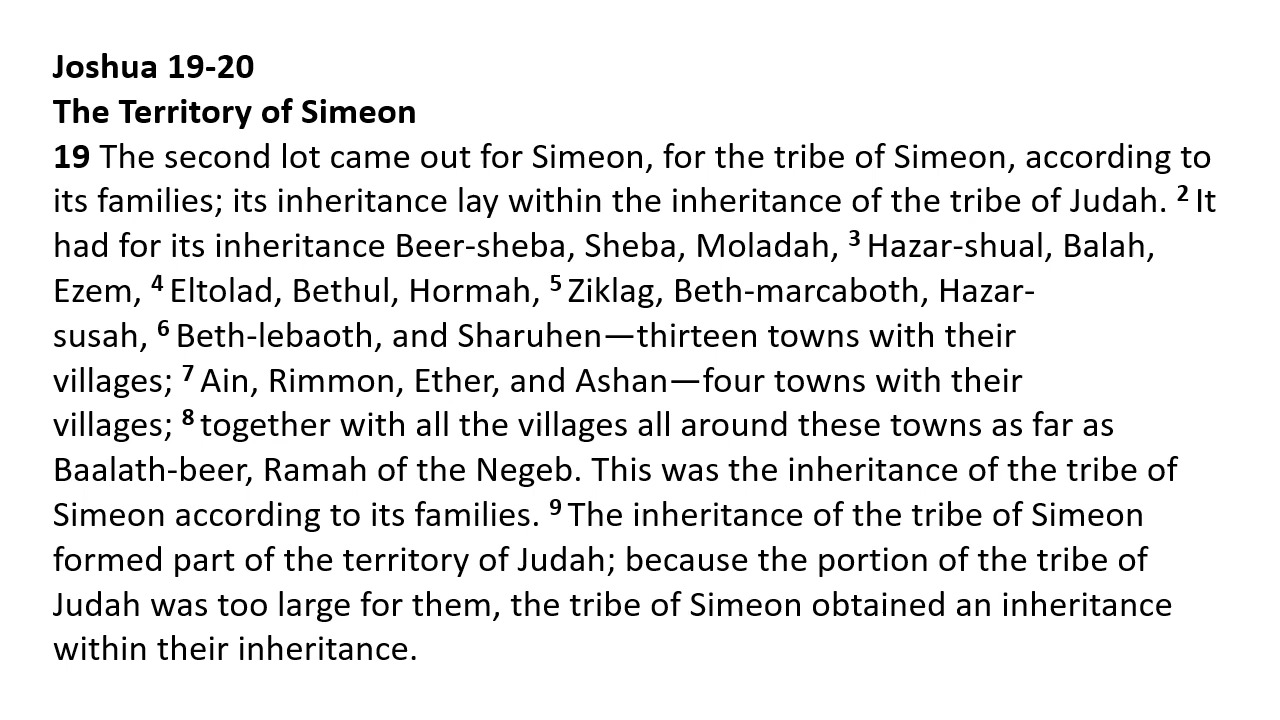 Joshua 19-20
The Territory of Simeon
19 The second lot came out for Simeon, for the tribe of Simeon, according to
its families; its inheritance lay within the inheritance of the tribe of Judah. 2 It
had for its inheritance Beer-sheba, Sheba, Moladah, 3 Hazar-shual, Balah,
Ezem, 4 Eltolad, Bethul, Hormah, 5 Ziklag, Beth-marcaboth, Hazar-
susah, 6 Beth-lebaoth, and Sharuhen—thirteen towns with their
villages; 7 Ain, Rimmon, Ether, and Ashan—four towns with their
villages; 8 together with all the villages all around these towns as far as
Baalath-beer, Ramah of the Negeb. This was the inheritance of the tribe of
Simeon according to its families. 9 The inheritance of the tribe of Simeon
formed part of the territory of Judah; because the portion of the tribe of
Judah was too large for them, the tribe of Simeon obtained an inheritance
within their inheritance.